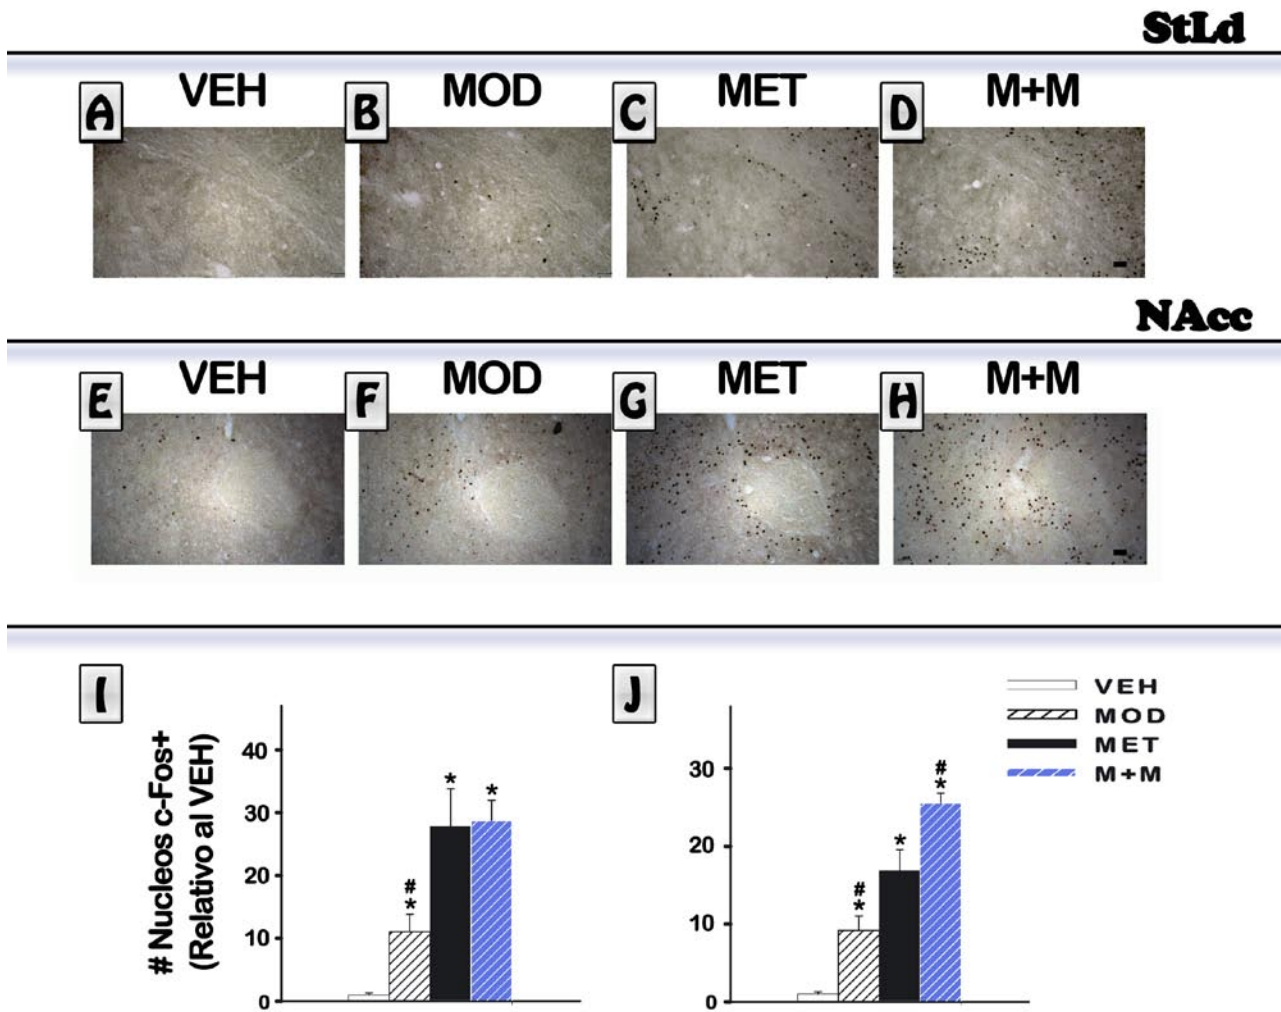 StLd
A VEH B MOD C MET D M+M
NAcc
E VEH F MOD G MET H M+M
I
# Nucleos c-Fos+
(Relativo al VEH)
40
30
20
10
0
#
*
*
*
J
30
20
10
0
#
*
*
#
*
VEH
MOD
MET
M+M